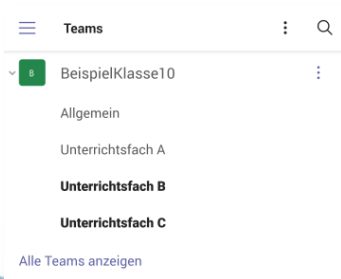 Teams
B
BeispielKlasse10
Allgemein
Unterrichtsfach A
Unterrichtsfach B
Unterrichtsfach C
Alle Teams anzeigen